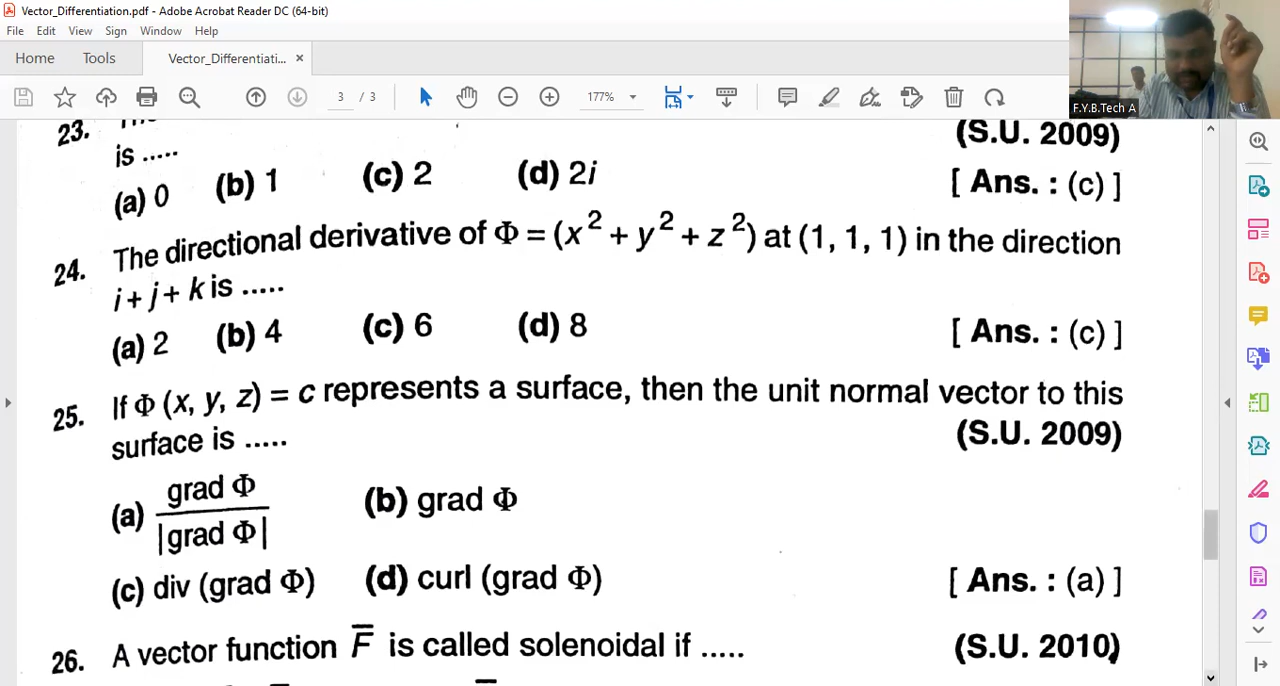 Vector_Differentiation.pdf - Adobe Acrobat Reader DC (64-bit)
File Edit View Sign Window Help
Home Tools Vector_Differentiati... ×
3 / 3 177%
F.Y.B.Tech A
23.
is ..... (S.U. 2009)
(a) 0 (b) 1 (c) 2 (d) 2i [ Ans. : (c) ]
24. The directional derivative of Φ = (x² + y² + z²) at (1, 1, 1) in the direction
i + j + k is .....
(a) 2 (b) 4 (c) 6 (d) 8 [ Ans. : (c) ]
25. If Φ (x, y, z) = c represents a surface, then the unit normal vector to this
surface is ..... (S.U. 2009)
(a) grad Φ / |grad Φ| (b) grad Φ
(c) div (grad Φ) (d) curl (grad Φ) [ Ans. : (a) ]
26. A vector function F̅ is called solenoidal if ..... (S.U. 2010)